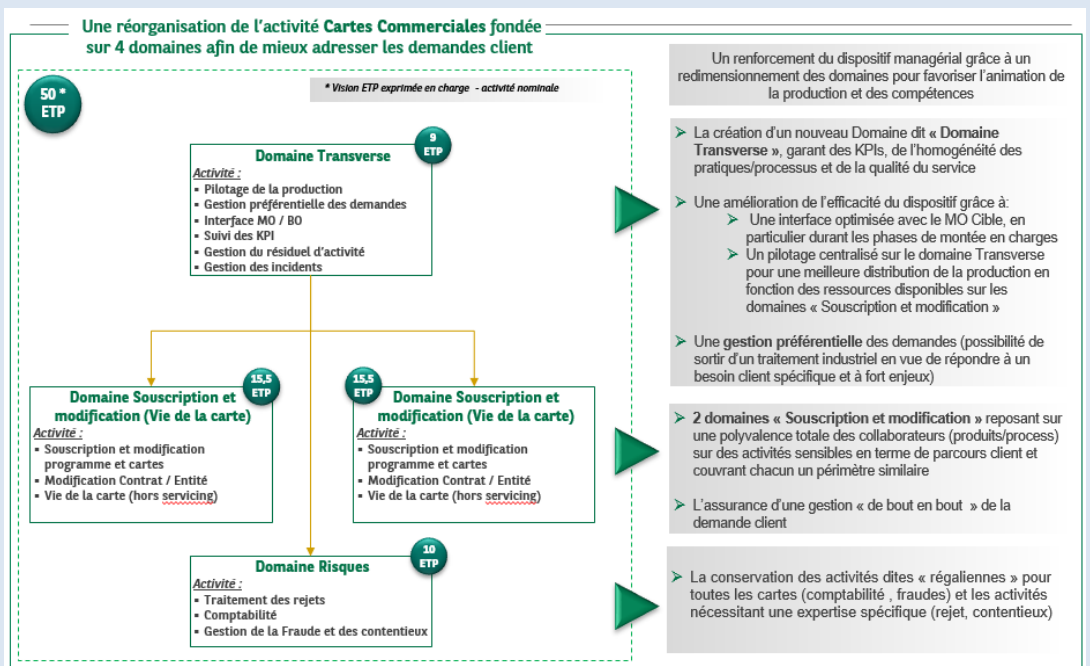 Une réorganisation de l'activité Cartes Commerciales fondée
sur 4 domaines afin de mieux adresser les demandes client
50 *
ETP
* Vision ETP exprimée en charge - activité nominale
9
ETP
Domaine Transverse
Activité :
▪ Pilotage de la production
▪ Gestion préférentielle des demandes
▪ Interface MO / BO
▪ Suivi des KPI
▪ Gestion du résiduel d'activité
▪ Gestion des incidents
15,5
ETP
Domaine Souscription et
modification (Vie de la carte)
Activité :
▪ Souscription et modification
programme et cartes
▪ Modification Contrat / Entité
▪ Vie de la carte (hors servicing)
15,5
ETP
Domaine Souscription et
modification (Vie de la carte)
Activité :
▪ Souscription et modification
programme et cartes
▪ Modification Contrat / Entité
▪ Vie de la carte (hors servicing)
10
ETP
Domaine Risques
Activité :
▪ Traitement des rejets
▪ Comptabilité
▪ Gestion de la Fraude et des contentieux
Un renforcement du dispositif managérial grâce à un
redimensionnement des domaines pour favoriser l'animation de
la production et des compétences
➢ La création d'un nouveau Domaine dit « Domaine
Transverse », garant des KPIs, de l'homogénéité des
pratiques/processus et de la qualité du service
➢ Une amélioration de l'efficacité du dispositif grâce à:
➢ Une interface optimisée avec le MO Cible, en
particulier durant les phases de montée en charges
➢ Un pilotage centralisé sur le domaine Transverse
pour une meilleure distribution de la production en
fonction des ressources disponibles sur les
domaines « Souscription et modification »
➢ Une gestion préférentielle des demandes (possibilité de
sortir d'un traitement industriel en vue de répondre à un
besoin client spécifique et à fort enjeux)
➢ 2 domaines « Souscription et modification » reposant sur
une polyvalence totale des collaborateurs (produits/process)
sur des activités sensibles en terme de parcours client et
couvrant chacun un périmètre similaire
➢ L'assurance d'une gestion « de bout en bout » de la
demande client
➢ La conservation des activités dites « régaliennes » pour
toutes les cartes (comptabilité , fraudes) et les activités
nécessitant une expertise spécifique (rejet, contentieux)